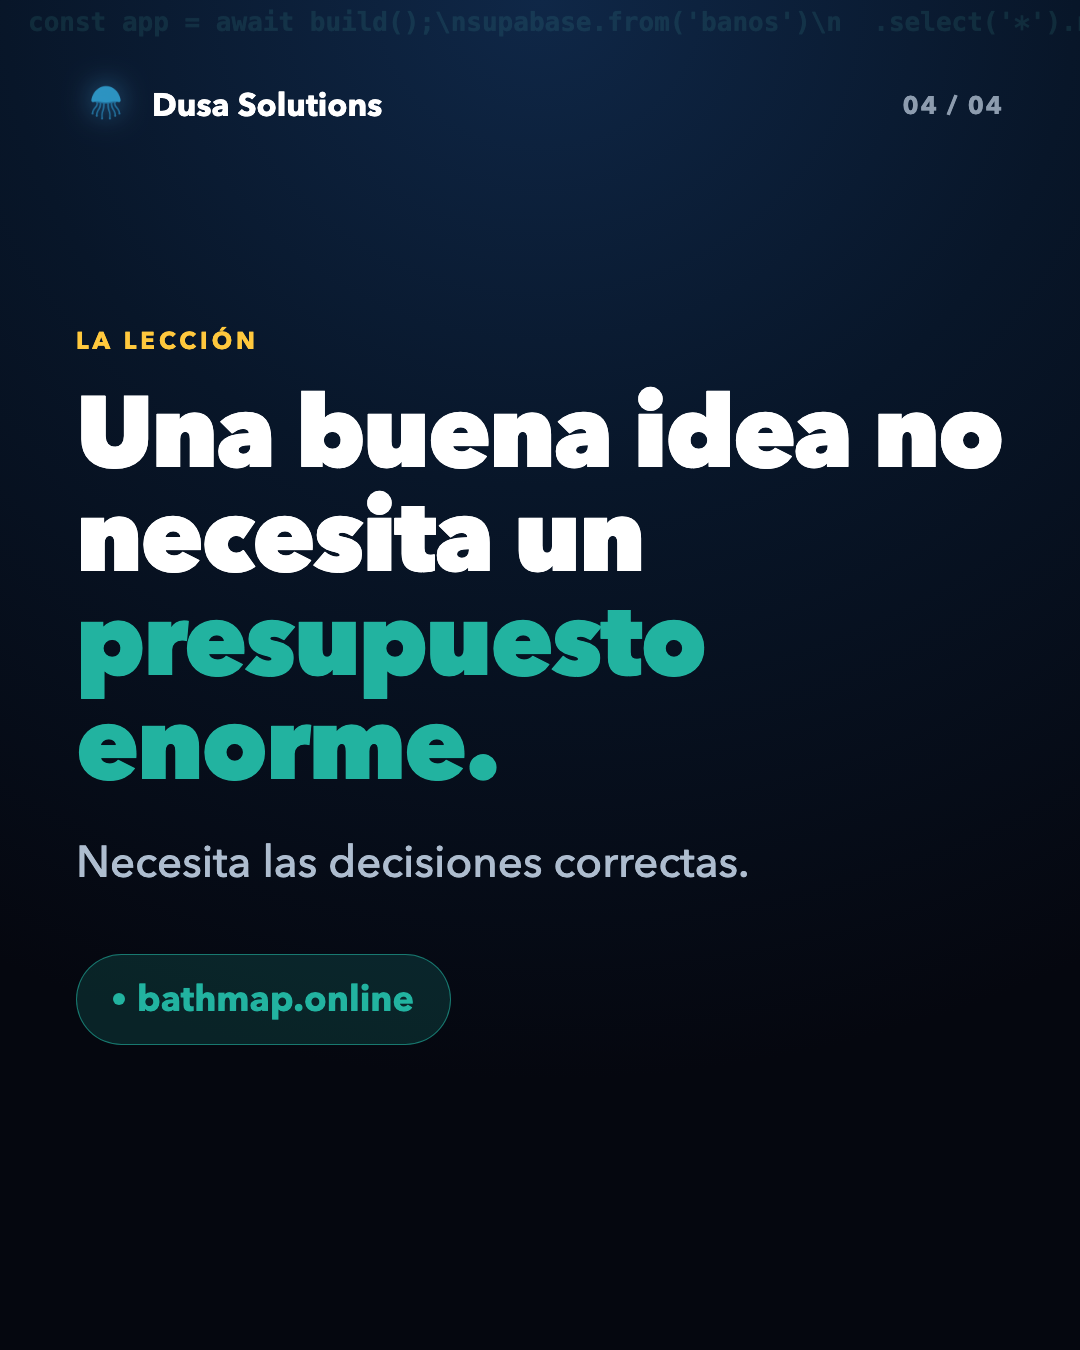 const app = await build();\nsupabase.from('banos')\n  .select('*').
Dusa Solutions
04 / 04
LA LECCIÓN
Una buena idea no
necesita un
presupuesto
enorme.
Necesita las decisiones correctas.
• bathmap.online